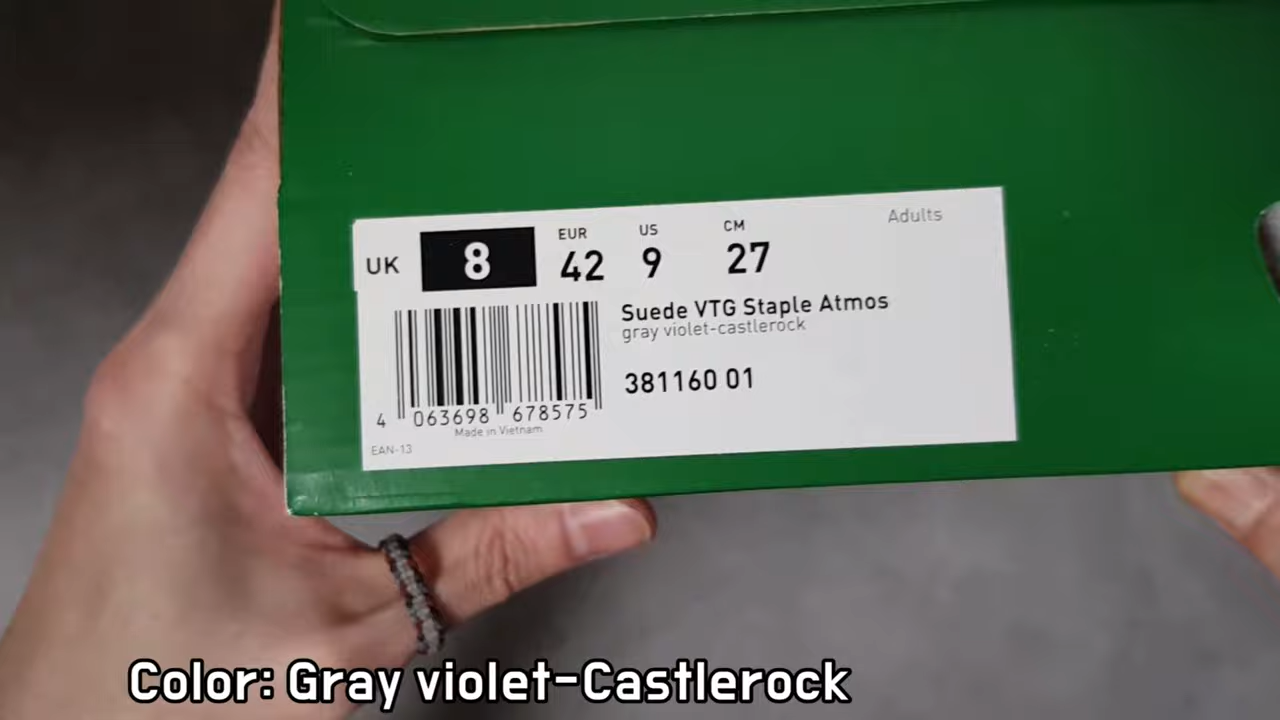 Adults
EUR US CM
UK 8 42 9 27
Suede VTG Staple Atmos
gray violet-castlerock
381160 01
4 063698 678575
Made in Vietnam
EAN-13
Color: Gray violet-Castlerock